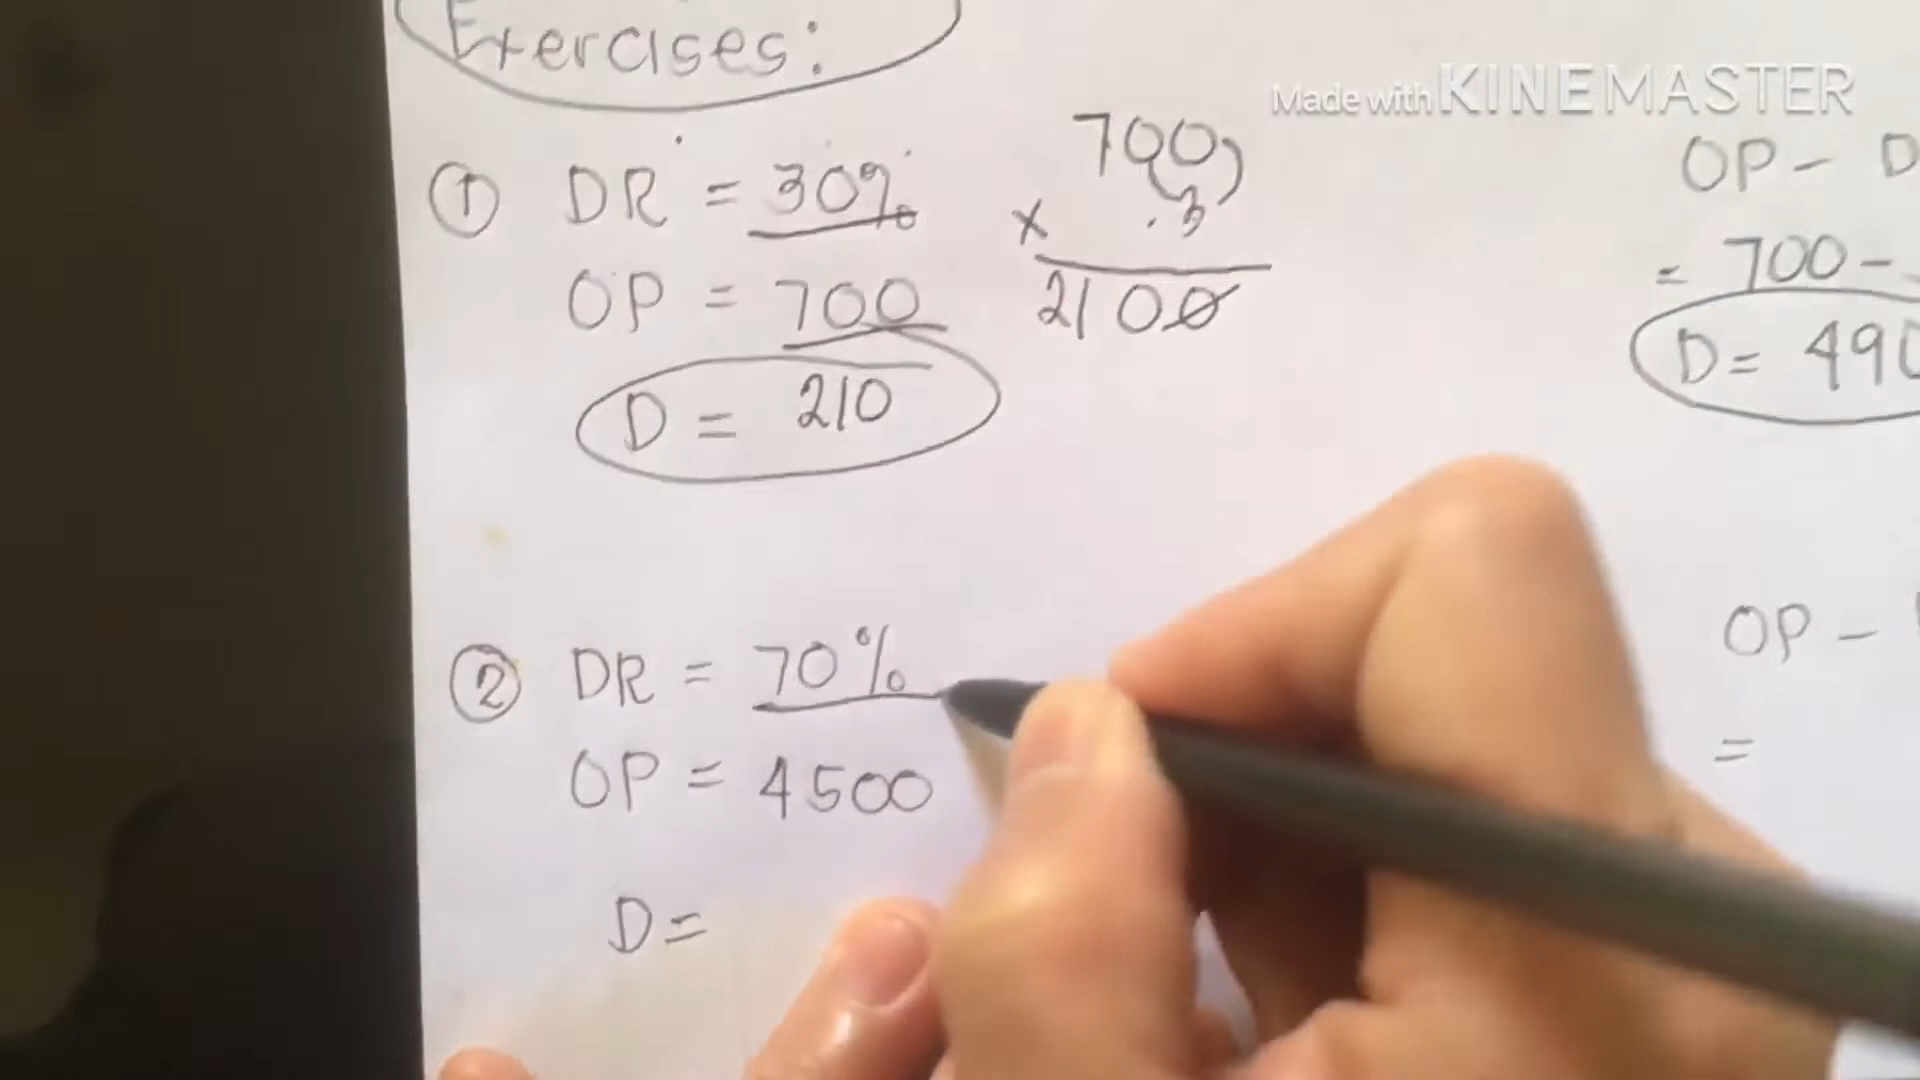 Exercises:
Made with KINEMASTER
① DR = 30%
OP = 700
D = 210
700
x .3
2100
OP - D
= 700 -
D = 490
② DR = 70%
OP = 4500
D =
OP -
=